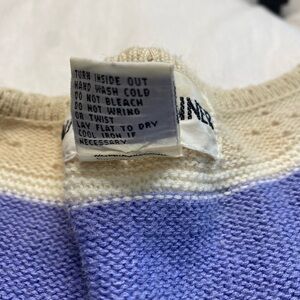 TURN INSIDE OUT
HAND WASH COLD
DO NOT BLEACH
DO NOT WRING
OR TWIST
LAY FLAT TO DRY
COOL IRON IF
NECESSARY